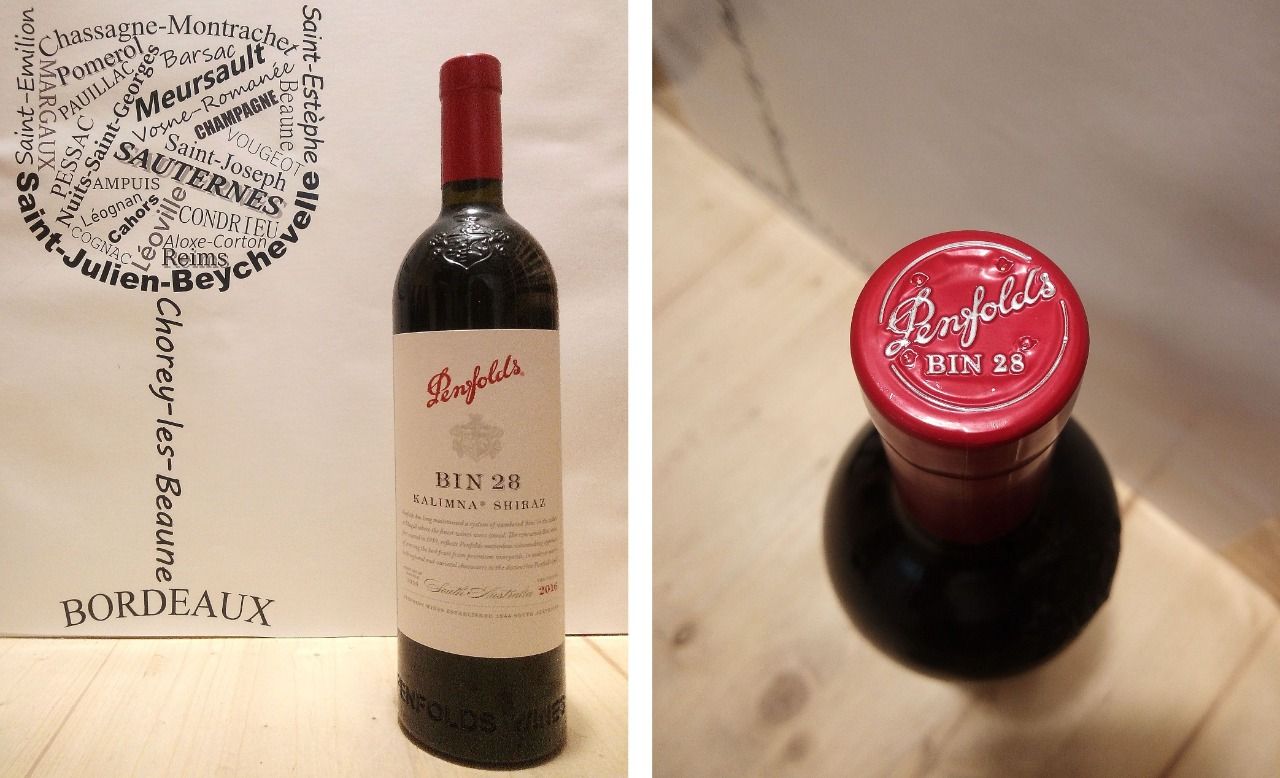 Saint-Emilion
Chassagne-Montrachet
Saint-Estèphe
Pomerol
Barsac
MARGAUX
PAUILLAC
Nuits-Saint-Georges
Meursault
Vosne-Romanée
Beaune
CHAMPAGNE
VOUGEOT
PESSAC
Saint-Joseph
SAUTERNES
AMPUIS
Léognan
Cahors
Léoville
CONDRIEU
COGNAC
Aloxe-Corton
Reims
Saint-Julien-Beychevelle
Chorey-les-Beaune
BORDEAUX
Penfolds
BIN 28
KALIMNA® SHIRAZ
South Australia
2016
PENFOLDS WINES
Penfolds
BIN 28